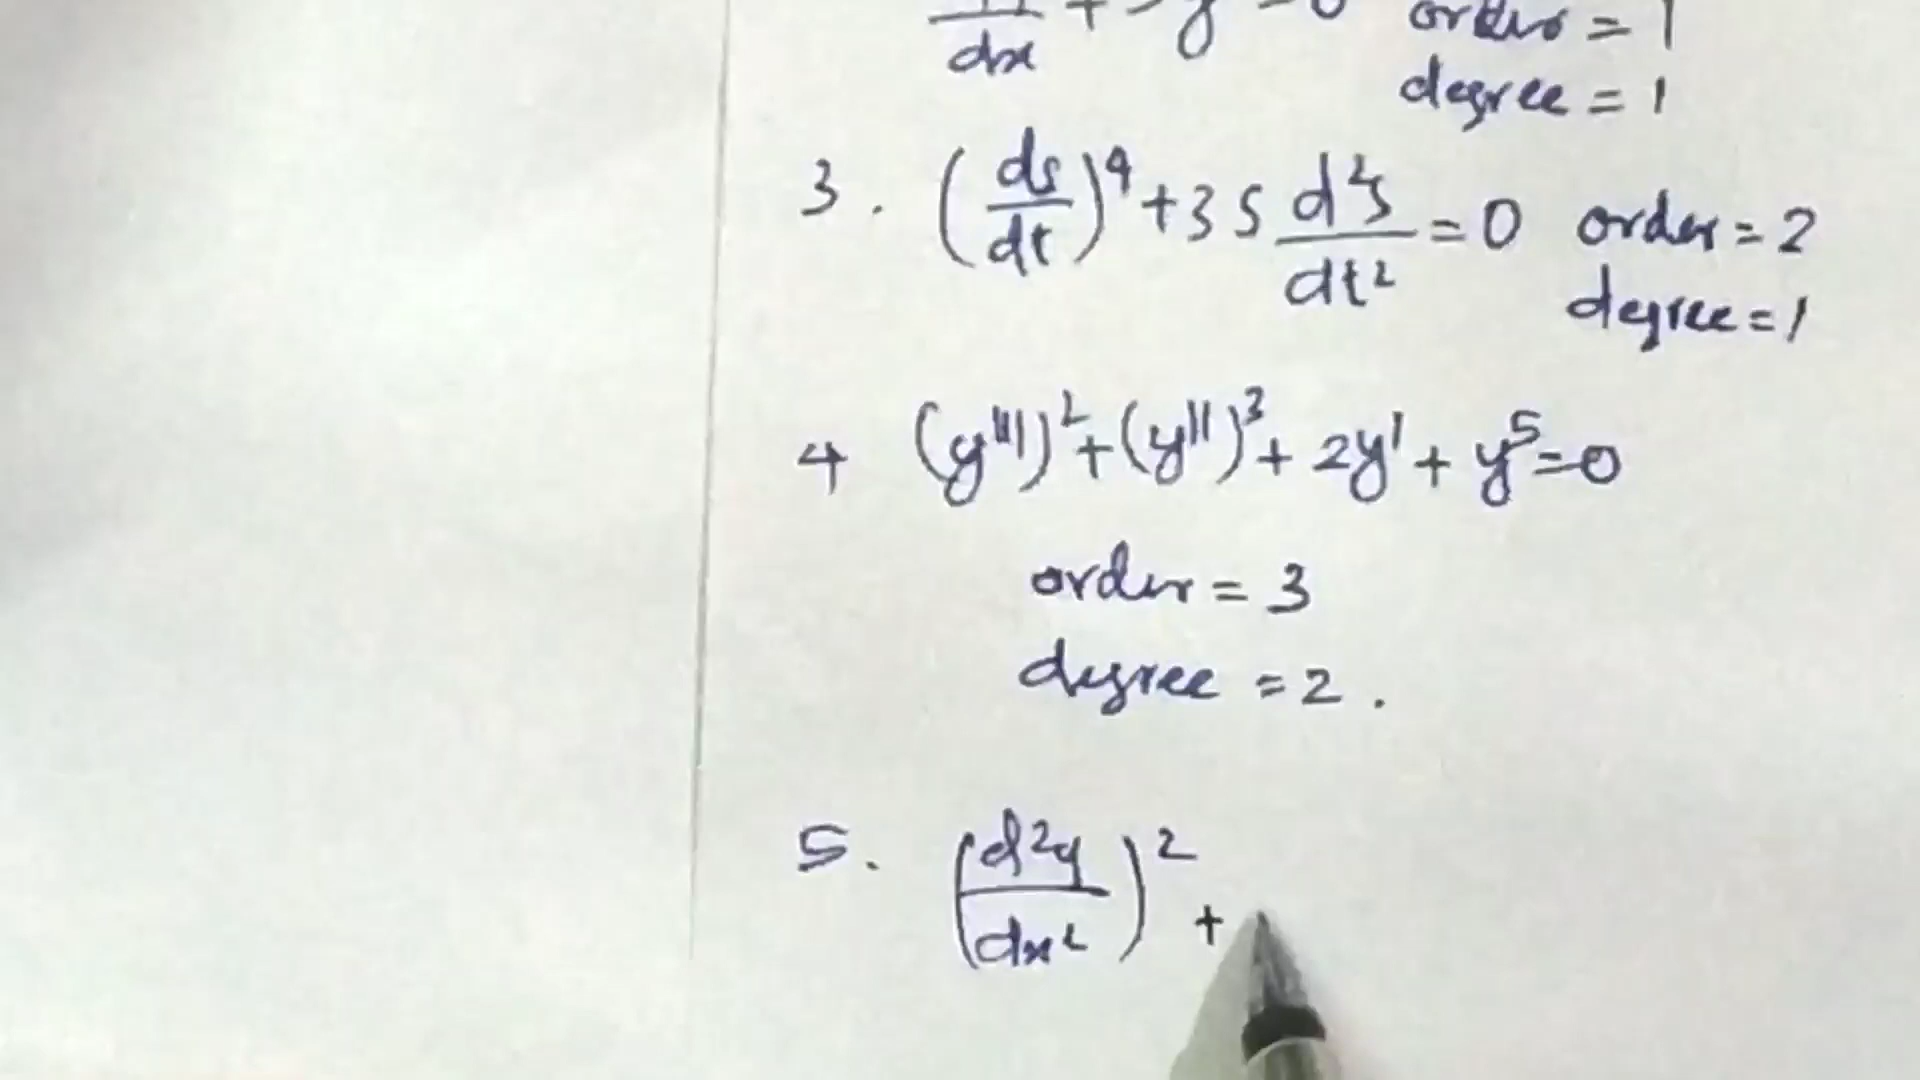 dx + y = 0 order = 1
degree = 1
3. (ds/dt)⁴ + 3s d²s/dt² = 0 order = 2
degree = 1
4 (y''')² + (y'')³ + 2y' + y⁵ = 0
order = 3
degree = 2.
5. (d²y/dx²)² +